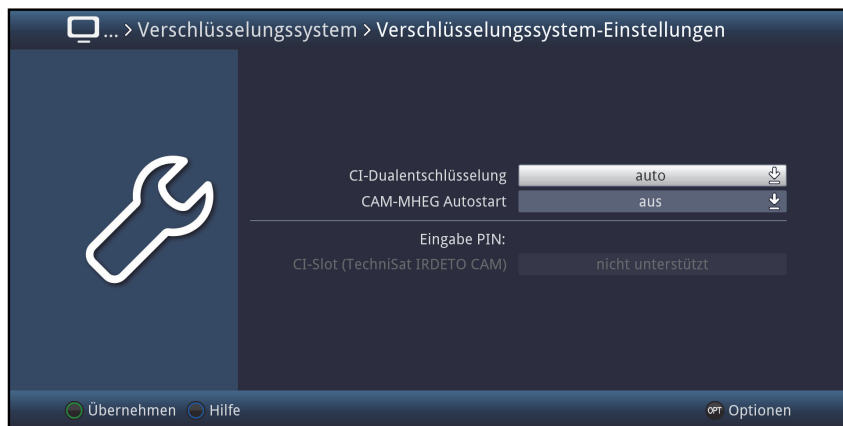 ... > Verschlüsselungssystem > Verschlüsselungssystem-Einstellungen
CI-Dualentschlüsselung auto
CAM-MHEG Autostart aus
Eingabe PIN:
CI-Slot (TechniSat IRDETO CAM) nicht unterstützt
Übernehmen Hilfe OPT Optionen